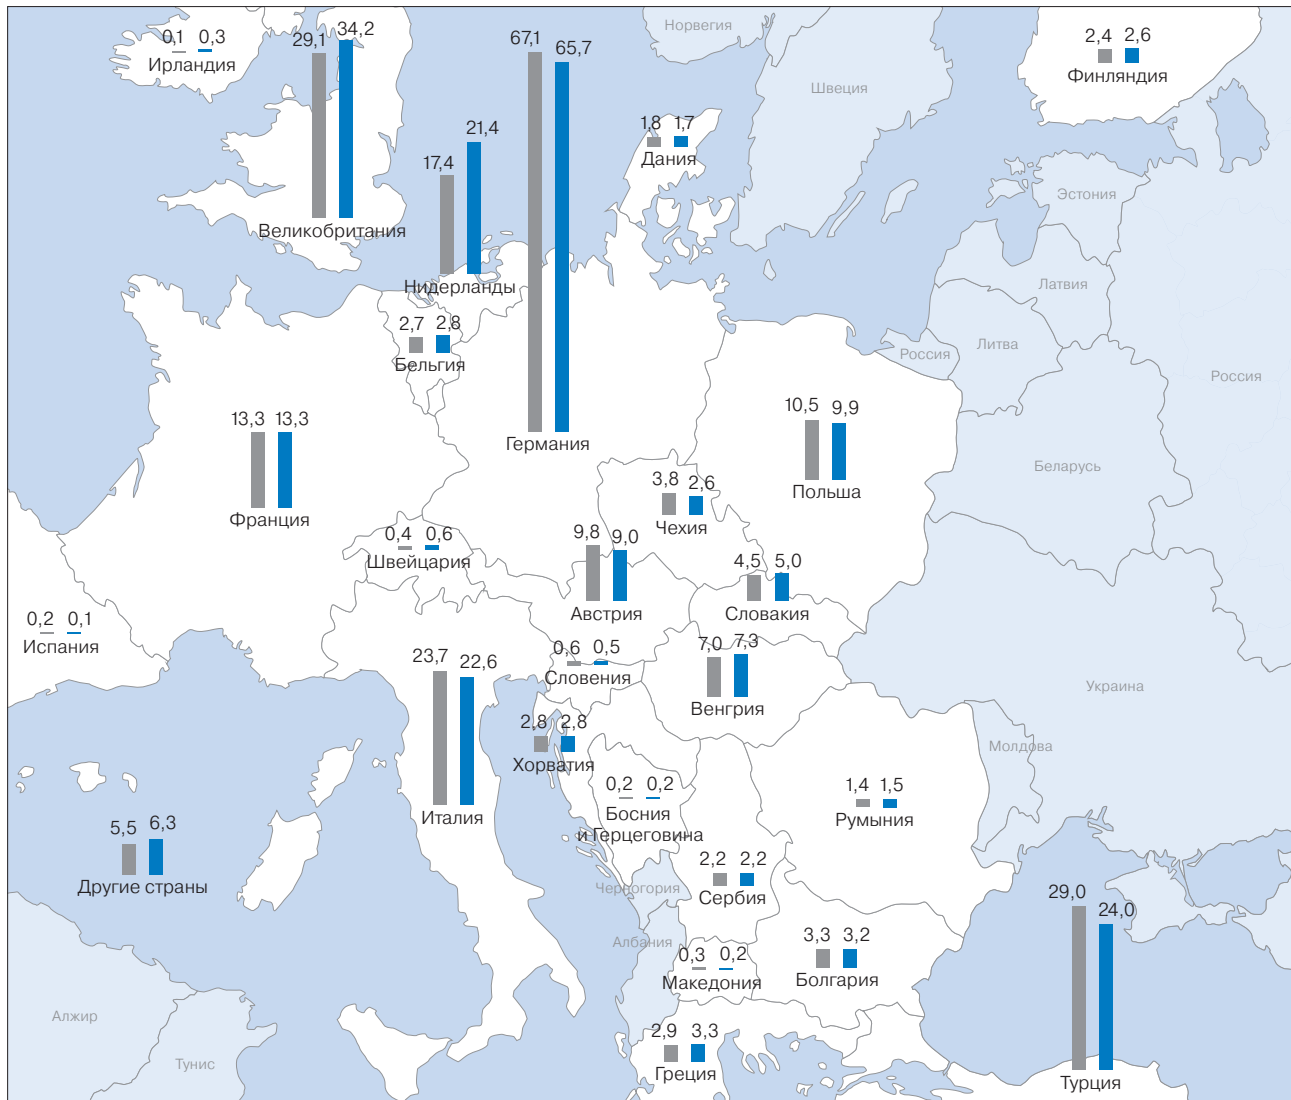 0,1 0,3
Ирландия
29,1 34,2
Великобритания
17,4 21,4
Нидерланды
67,1 65,7
Германия
Норвегия
Швеция
2,4 2,6
Финляндия
1,8 1,7
Дания
Эстония
Латвия
Литва
Россия
Россия
Беларусь
2,7 2,8
Бельгия
13,3 13,3
Франция
10,5 9,9
Польша
3,8 2,6
Чехия
0,4 0,6
Швейцария
9,8 9,0
Австрия
4,5 5,0
Словакия
0,2 0,1
Испания
0,6 0,5
Словения
7,0 7,3
Венгрия
Украина
23,7 22,6
Италия
2,8 2,8
Хорватия
Молдова
0,2 0,2
Босния
и Герцеговина
1,4 1,5
Румыния
5,5 6,3
Другие страны
Черногория
2,2 2,2
Сербия
29,0 24,0
Турция
Албания
0,3 0,2
Македония
3,3 3,2
Болгария
Алжир
Тунис
2,9 3,3
Греция